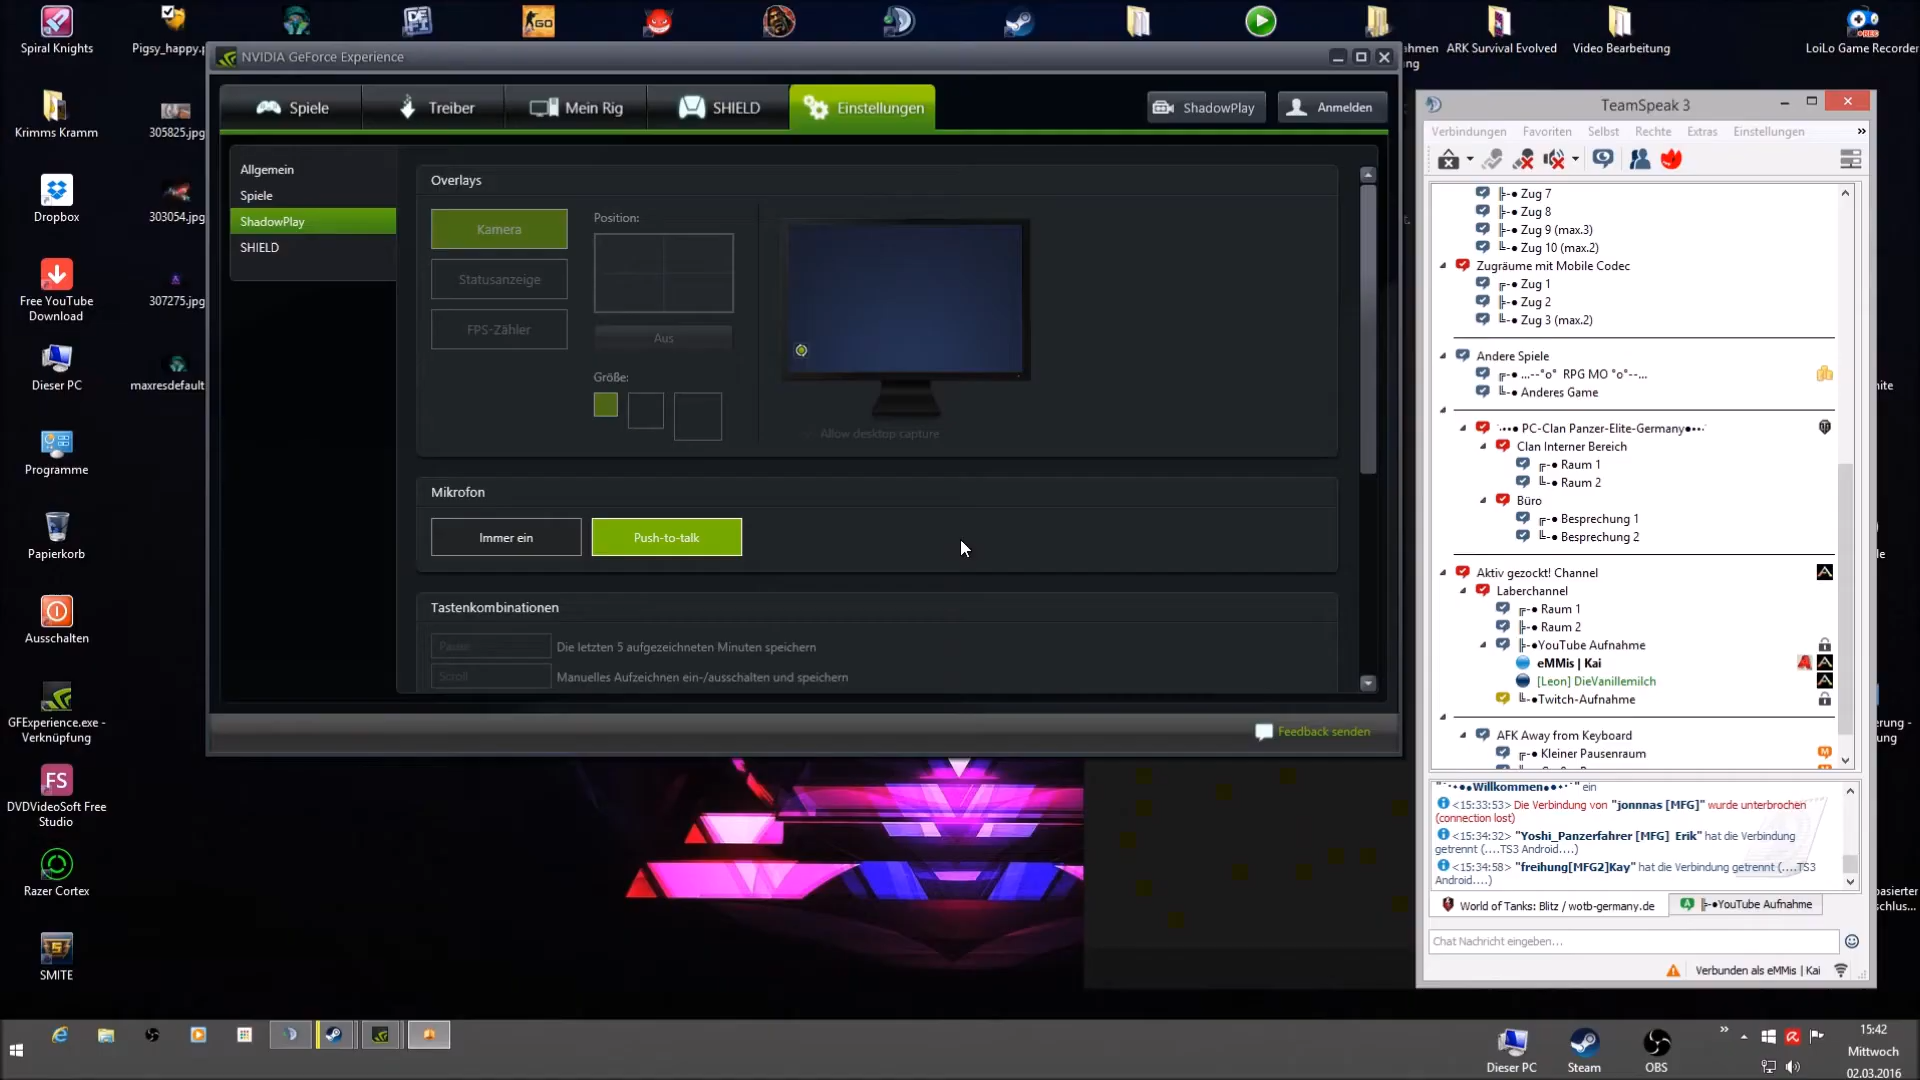 Spiral Knights
Pigsy_happy.
ARK Survival Evolved
Video Bearbeitung
LoiLo Game Recorder
Krimms Kramm
305825.jpg
Dropbox
303054.jpg
Free YouTube
Download
307275.jpg
Dieser PC
maxresdefault
Programme
Papierkorb
Ausschalten
GFExperience.exe -
Verknüpfung
DVDVideoSoft Free
Studio
Razer Cortex
SMITE
NVIDIA GeForce Experience
Spiele
Treiber
Mein Rig
SHIELD
Einstellungen
ShadowPlay
Anmelden
Allgemein
Spiele
ShadowPlay
SHIELD
Overlays
Kamera
Statusanzeige
FPS-Zähler
Position:
Aus
Größe:
Allow desktop capture
Mikrofon
Immer ein
Push-to-talk
Tastenkombinationen
Pause Die letzten 5 aufgezeichneten Minuten speichern
Scroll Manuelles Aufzeichnen ein-/ausschalten und speichern
Feedback senden
TeamSpeak 3
Verbindungen Favoriten Selbst Rechte Extras Einstellungen »
Zug 7
Zug 8
Zug 9 (max.3)
Zug 10 (max.2)
Zugräume mit Mobile Codec
Zug 1
Zug 2
Zug 3 (max.2)
Andere Spiele
...--°o° RPG MO °o°--...
Anderes Game
PC-Clan Panzer-Elite-Germany
Clan Interner Bereich
Raum 1
Raum 2
Büro
Besprechung 1
Besprechung 2
Aktiv gezockt! Channel
Laberchannel
Raum 1
Raum 2
YouTube Aufnahme
eMMis | Kai
[Leon] DieVanillemilch
Twitch-Aufnahme
AFK Away from Keyboard
Kleiner Pausenraum
Willkommen ein
<15:33:53> Die Verbindung von "jonnnas [MFG]" wurde unterbrochen
(connection lost)
<15:34:32> "Yoshi_Panzerfahrer [MFG] Erik" hat die Verbindung
getrennt (....TS3 Android....)
<15:34:58> "freihung[MFG2]Kay" hat die Verbindung getrennt (....TS3
Android....)
World of Tanks: Blitz / wotb-germany.de
YouTube Aufnahme
Chat Nachricht eingeben...
Verbunden als eMMis | Kai
Dieser PC
Steam
OBS
15:42
Mittwoch
02.03.2016